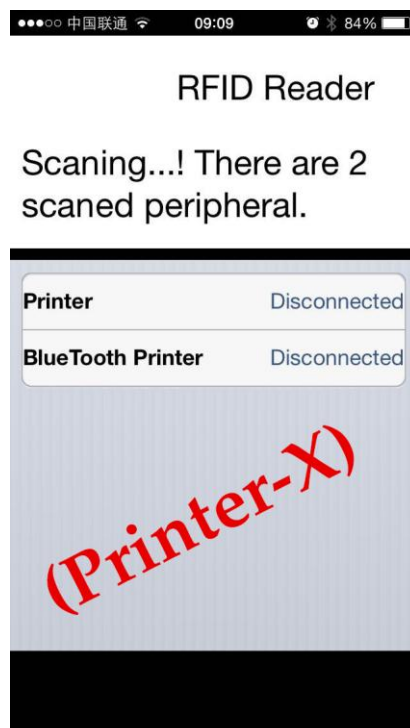 中国联通 09:09 84%
RFID Reader
Scaning...! There are 2
scaned peripheral.
Printer Disconnected
BlueTooth Printer Disconnected
(Printer-X)